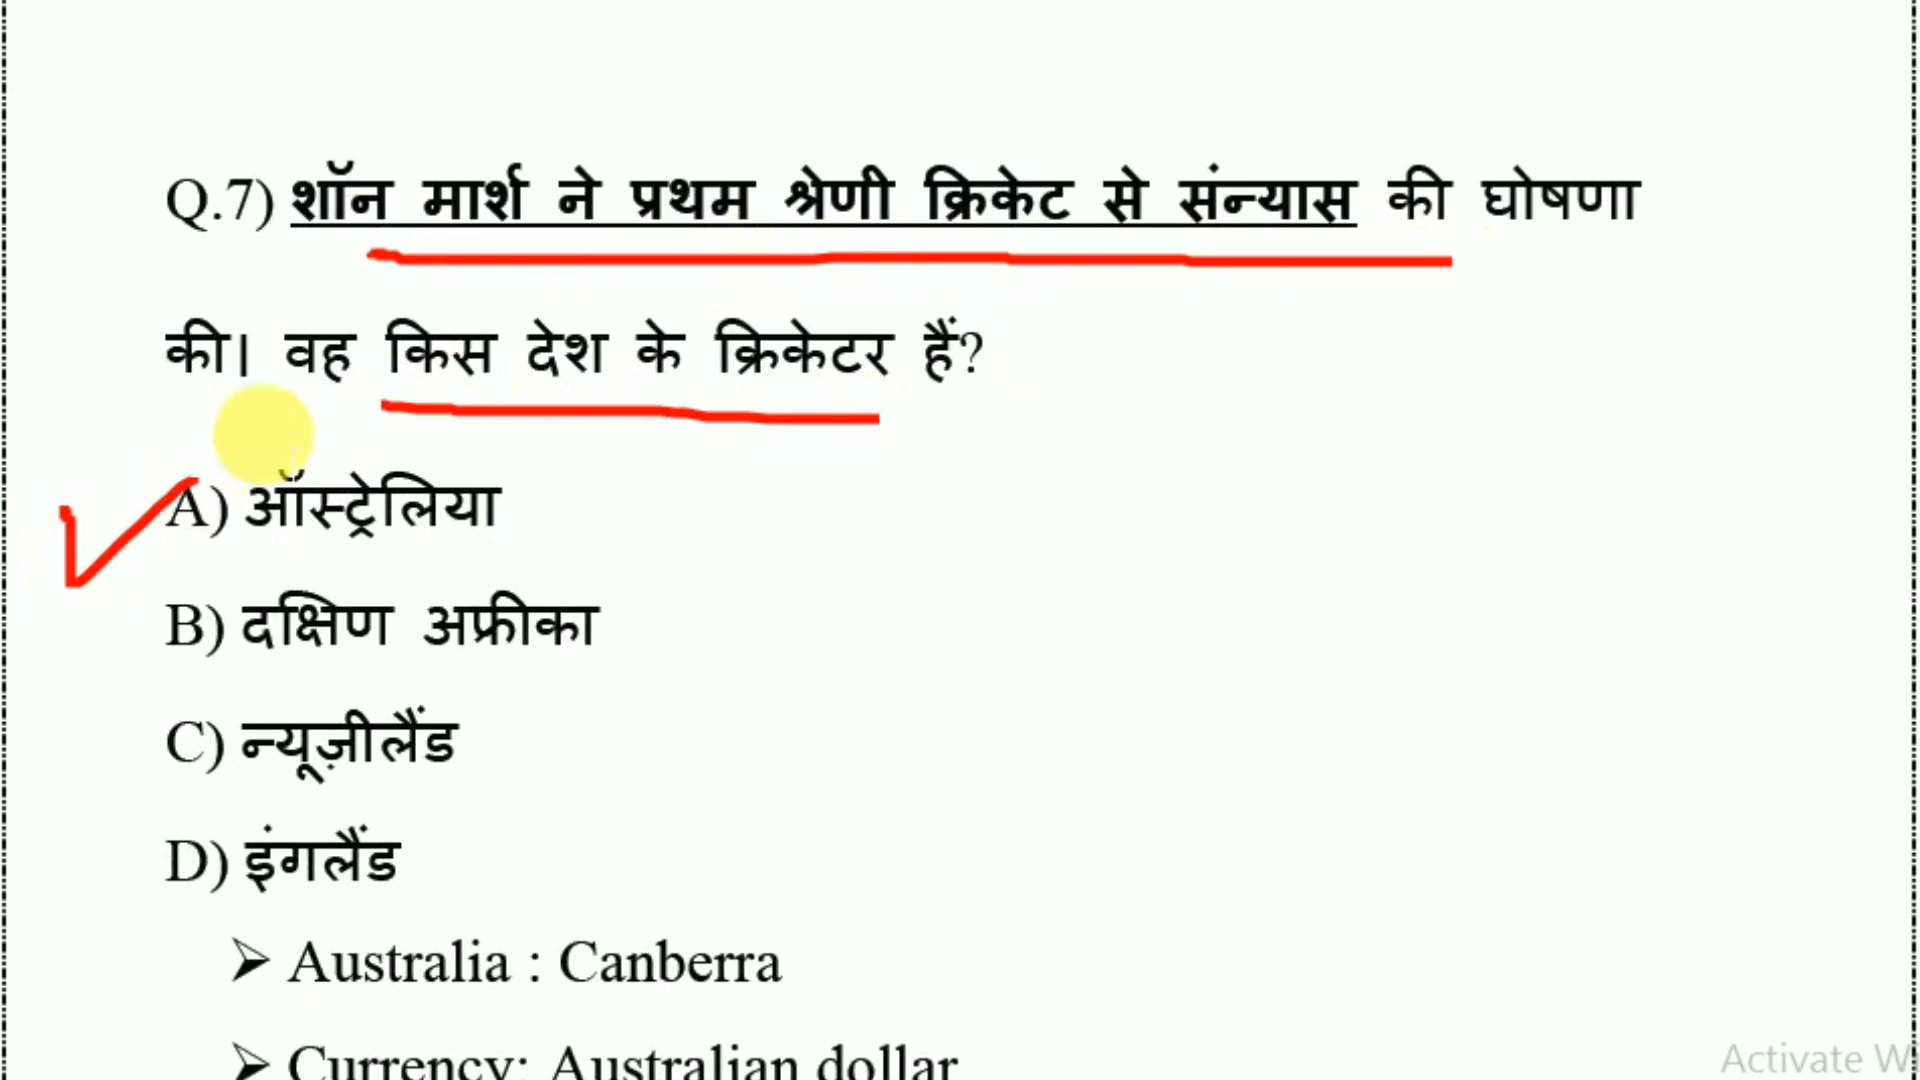 Q.7) शॉन मार्श ने प्रथम श्रेणी क्रिकेट से संन्यास की घोषणा
की। वह किस देश के क्रिकेटर हैं?
A) ऑस्ट्रेलिया
B) दक्षिण अफ्रीका
C) न्यूज़ीलैंड
D) इंगलैंड
➢ Australia : Canberra
➢ Currency: Australian dollar
Activate